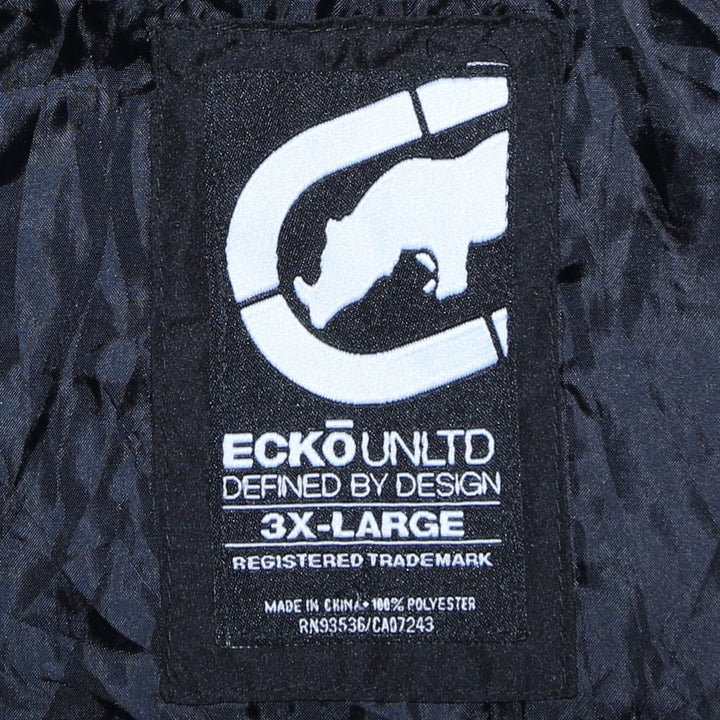 ECKŌ UNLTD
DEFINED BY DESIGN
3X-LARGE
REGISTERED TRADEMARK
MADE IN CHINA • 100% POLYESTER
RN93536/CA07243